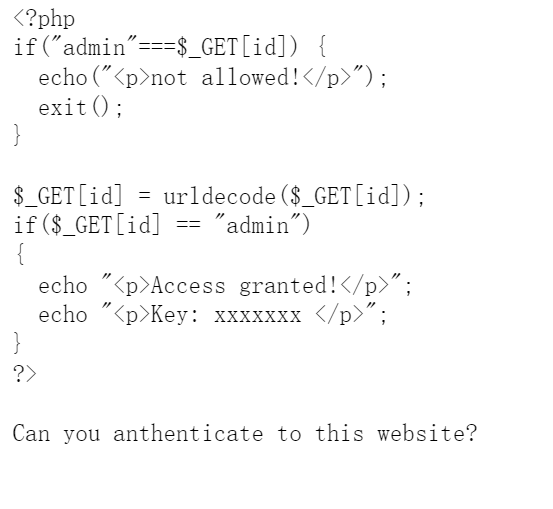 <?php
if("admin"===$_GET[id]) {
echo("<p>not allowed!</p>");
exit();
}
$_GET[id] = urldecode($_GET[id]);
if($_GET[id] == "admin")
{
echo "<p>Access granted!</p>";
echo "<p>Key: xxxxxxx </p>";
}
?>
Can you anthenticate to this website?